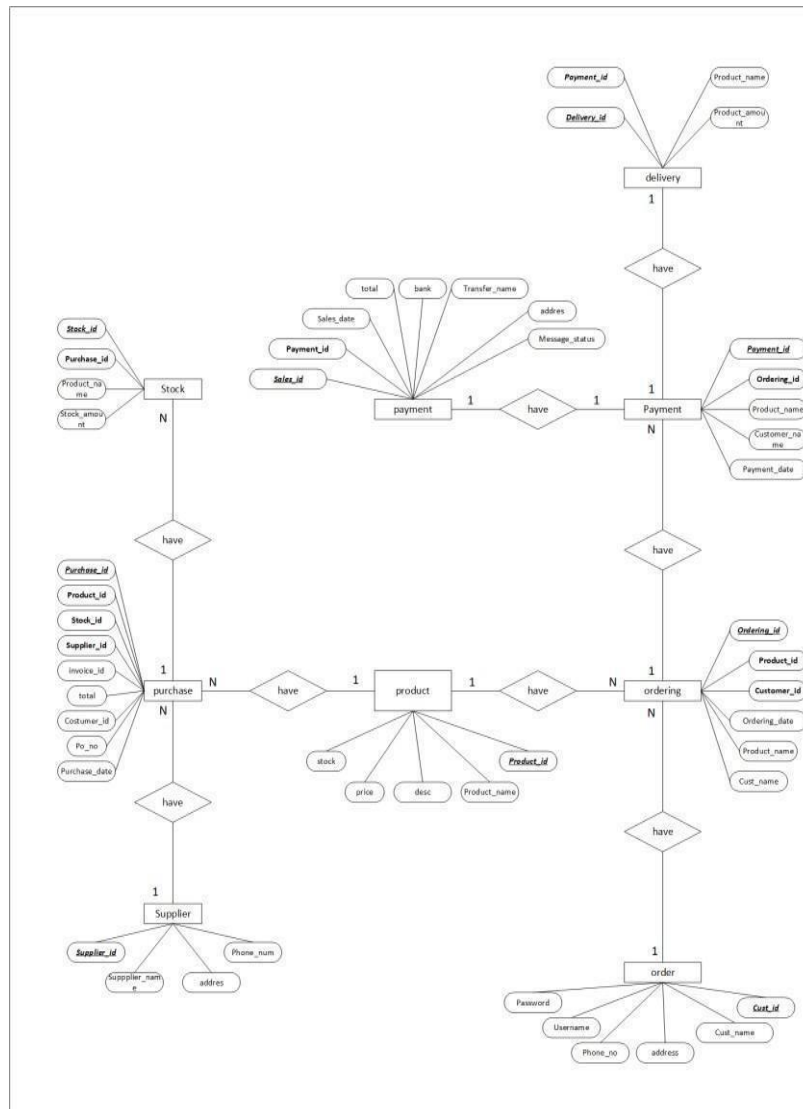 Payment_id
Product_name
Delivery_id
Product_amou
nt
delivery
1
have
total
bank
Transfer_name
Sales_date
addres
Payment_id
Message_status
Sales_id
payment
1
have
1
1
Payment
N
Payment_id
Ordering_id
Product_name
Customer_na
me
Payment_date
Stock_id
Purchase_id
Product_na
me
Stock_amou
nt
Stock
N
have
have
Purchase_id
Product_id
Stock_id
Supplier_id
invoice_id
total
Costumer_id
Po_no
Purchase_date
1
purchase
N
N
have
1
product
1
have
N
1
ordering
N
Ordering_id
Product_id
Customer_id
Ordering_date
Product_name
Cust_name
stock
price
desc
Product_name
Product_id
have
have
1
Supplier
Supplier_id
Suppplier_nam
e
addres
Phone_num
1
order
Password
Username
Phone_no
address
Cust_name
Cust_id